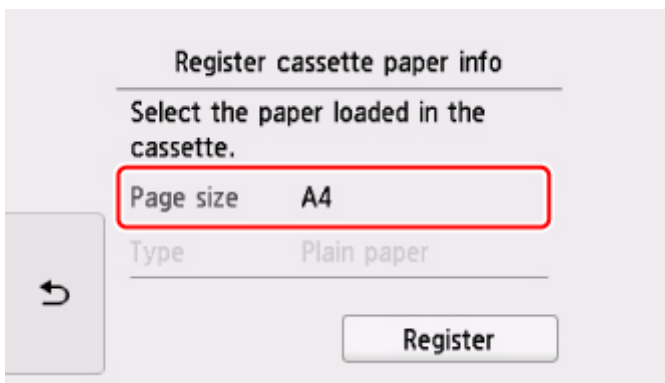 Register cassette paper info
Select the paper loaded in the
cassette.
Page size A4
Type Plain paper
Register